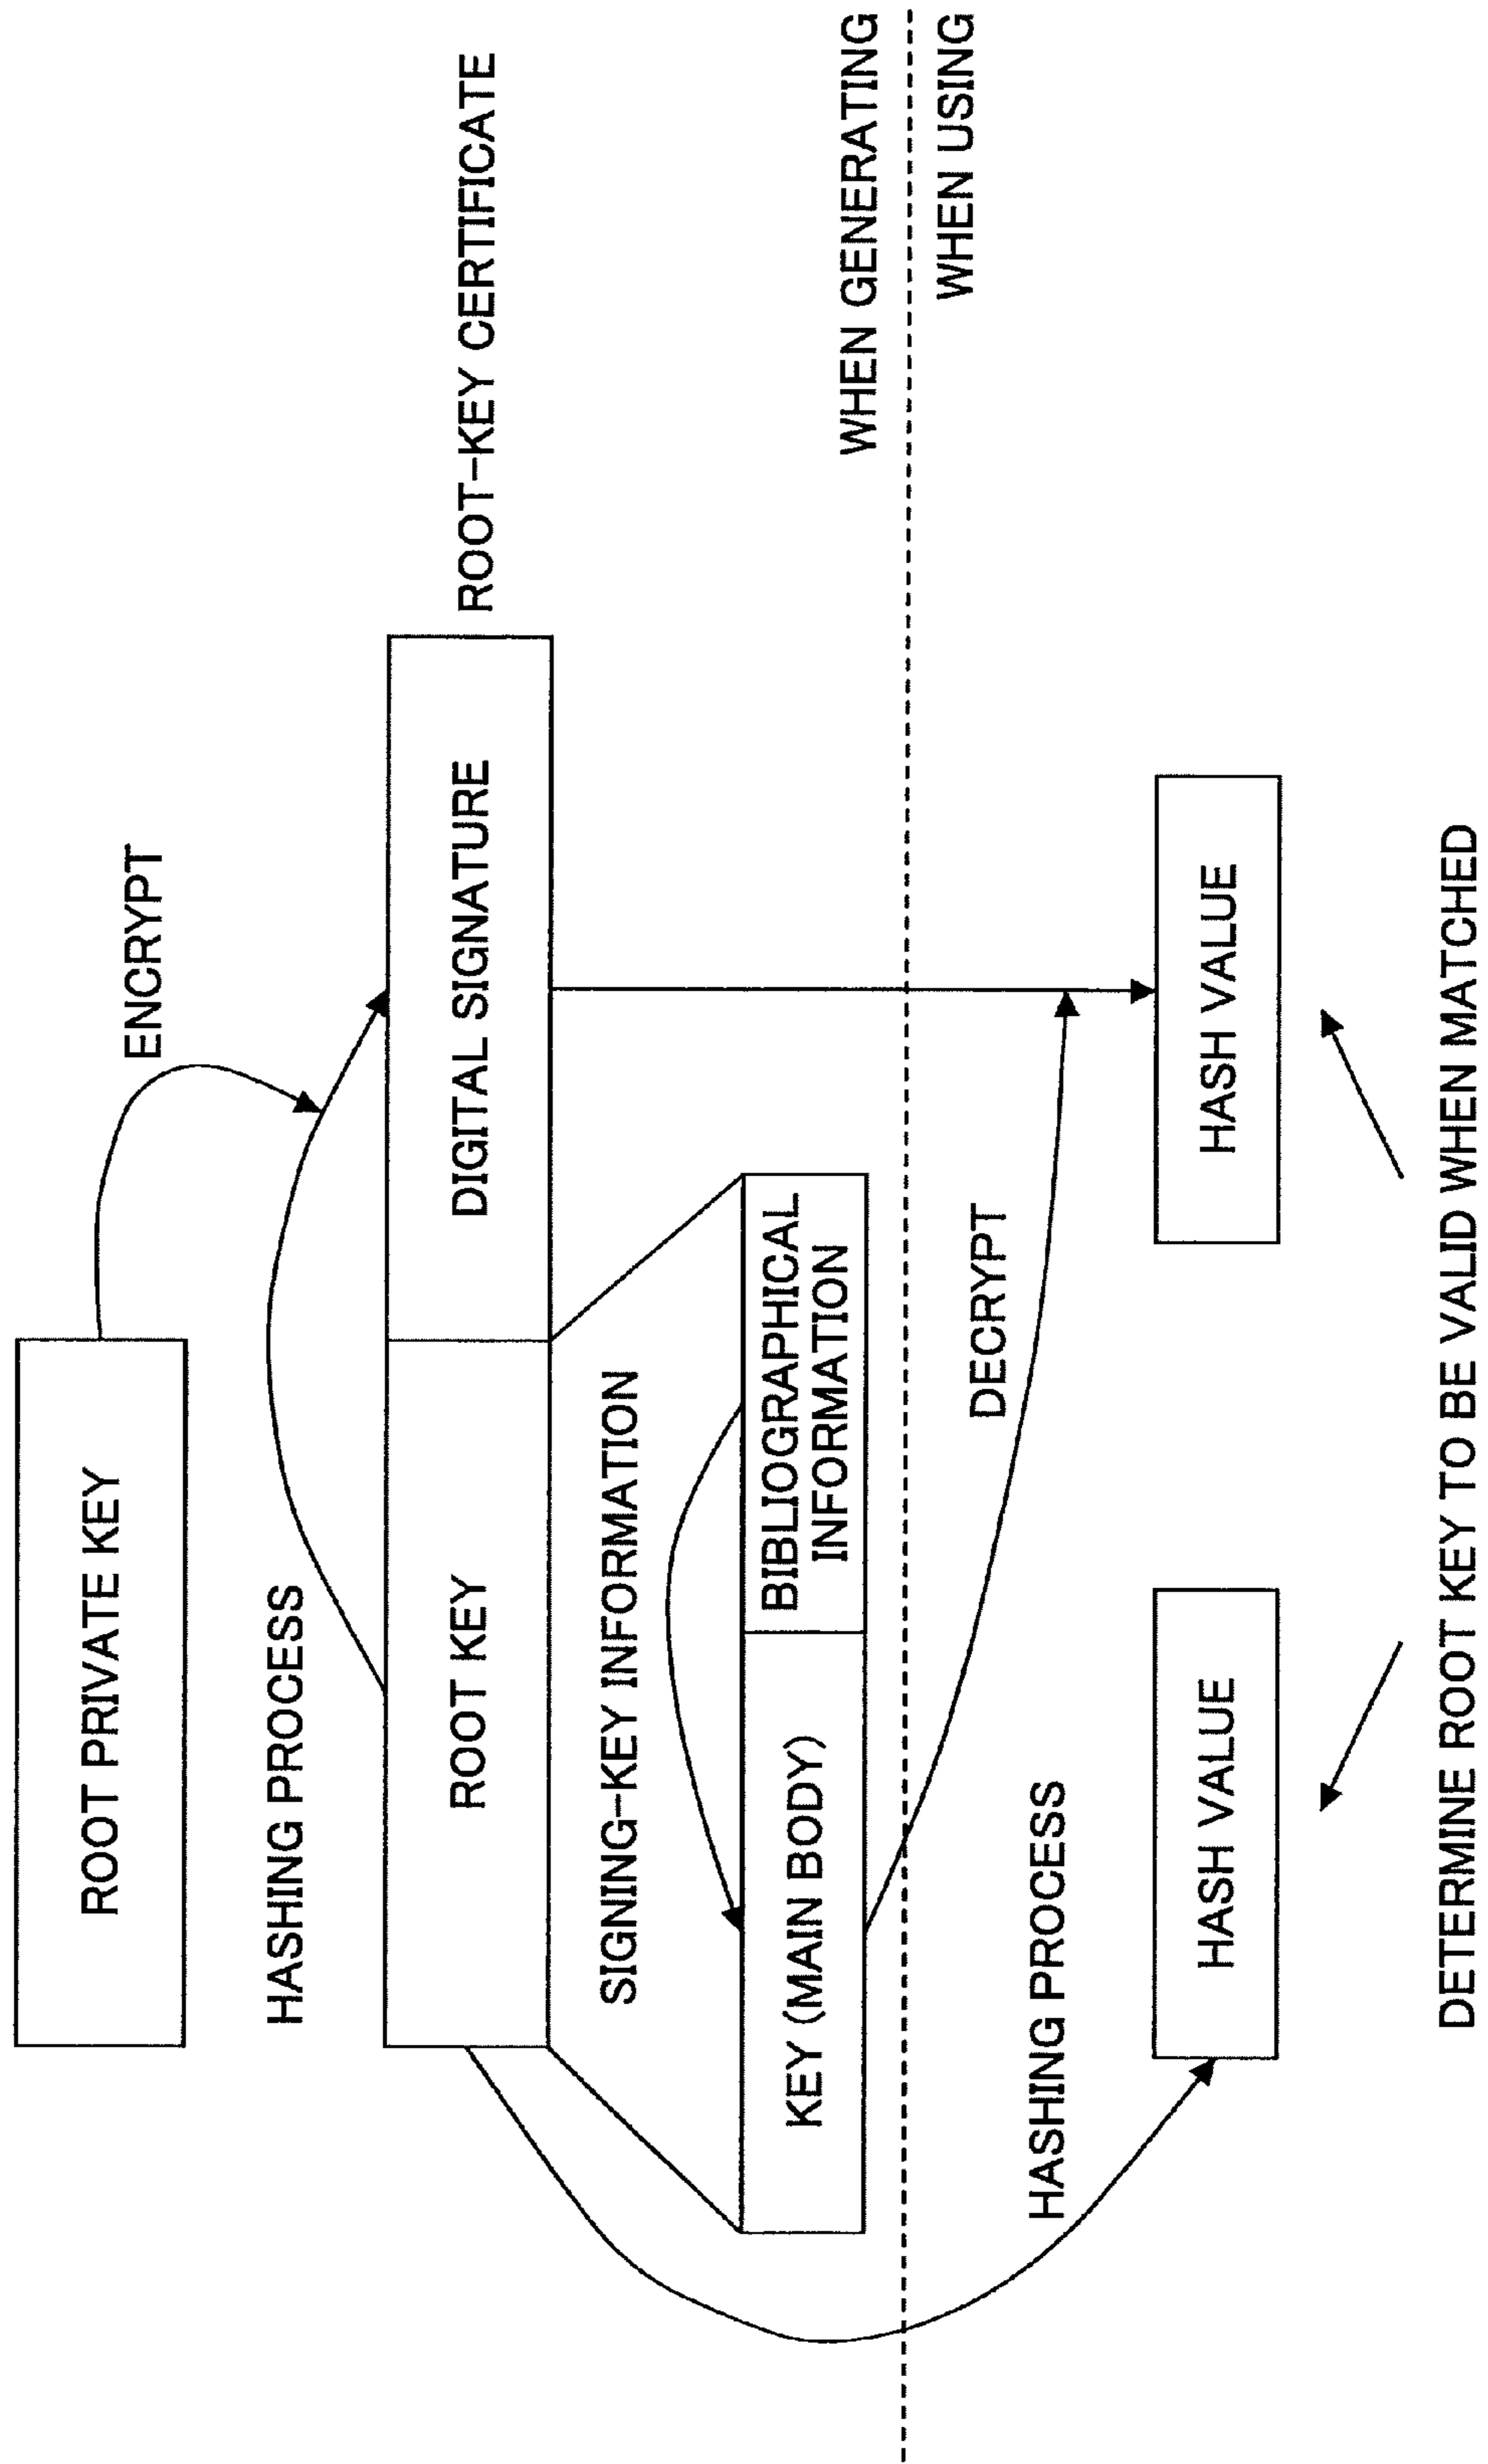 ROOT PRIVATE KEY
ENCRYPT
HASHING PROCESS
ROOT KEY
DIGITAL SIGNATURE
ROOT-KEY CERTIFICATE
SIGNING-KEY INFORMATION
KEY (MAIN BODY)
BIBLIOGRAPHICAL
INFORMATION
WHEN GENERATING
WHEN USING
DECRYPT
HASHING PROCESS
HASH VALUE
HASH VALUE
DETERMINE ROOT KEY TO BE VALID WHEN MATCHED